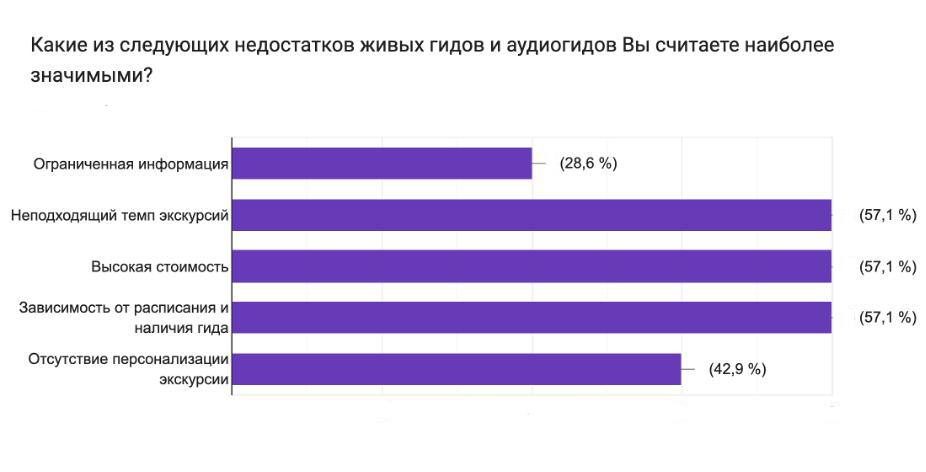 Какие из следующих недостатков живых гидов и аудиогидов Вы считаете наиболее
значимыми?
Ограниченная информация
(28,6 %)
Неподходящий темп экскурсий
(57,1 %)
Высокая стоимость
(57,1 %)
Зависимость от расписания и
наличия гида
(57,1 %)
Отсутствие персонализации
экскурсии
(42,9 %)